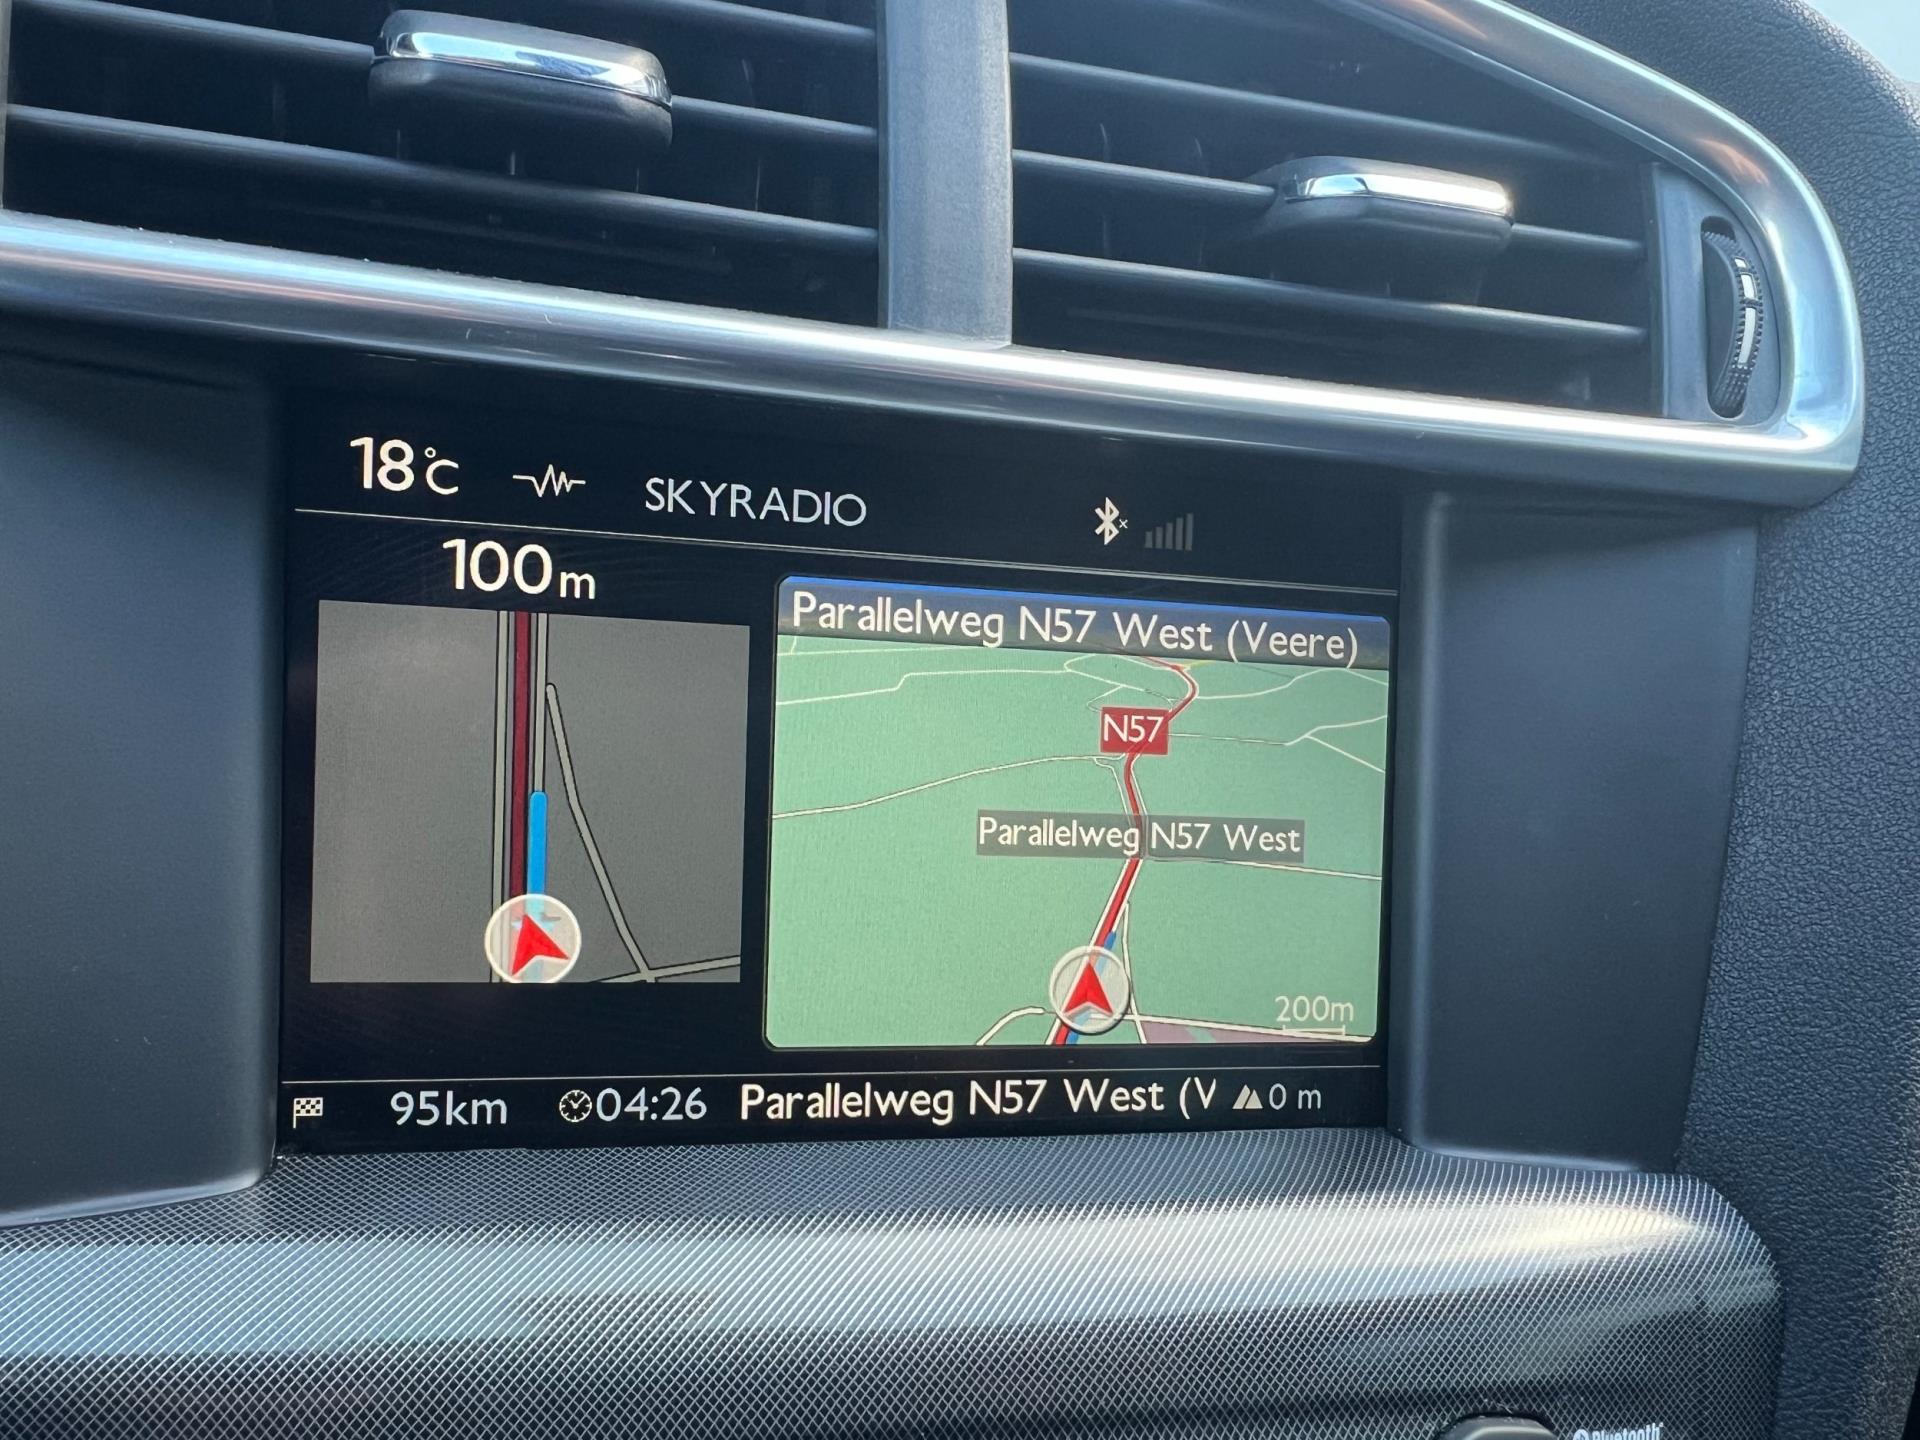 18°C SKYRADIO
100m
Parallelweg N57 West (Veere)
N57
Parallelweg N57 West
200m
95km 04:26 Parallelweg N57 West (V 0 m
Bluetooth